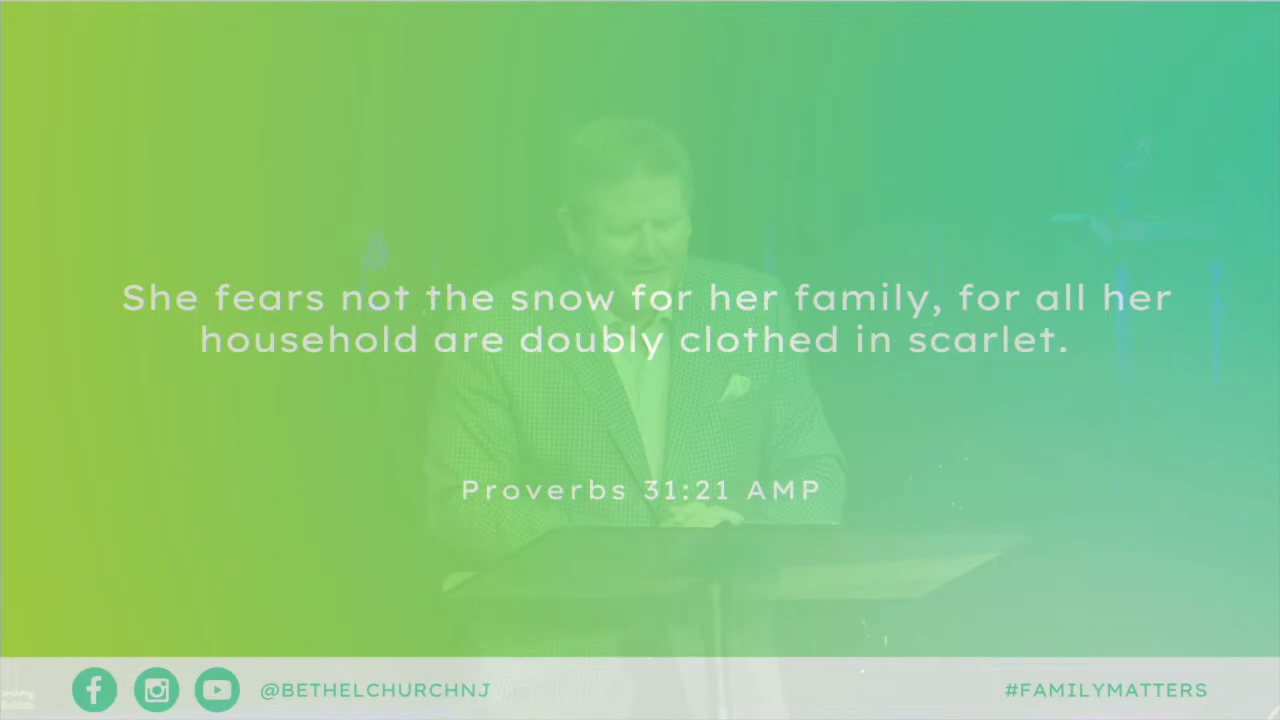 She fears not the snow for her family, for all her
household are doubly clothed in scarlet.
Proverbs 31:21 AMP
@BETHELCHURCHNJ
#FAMILYMATTERS